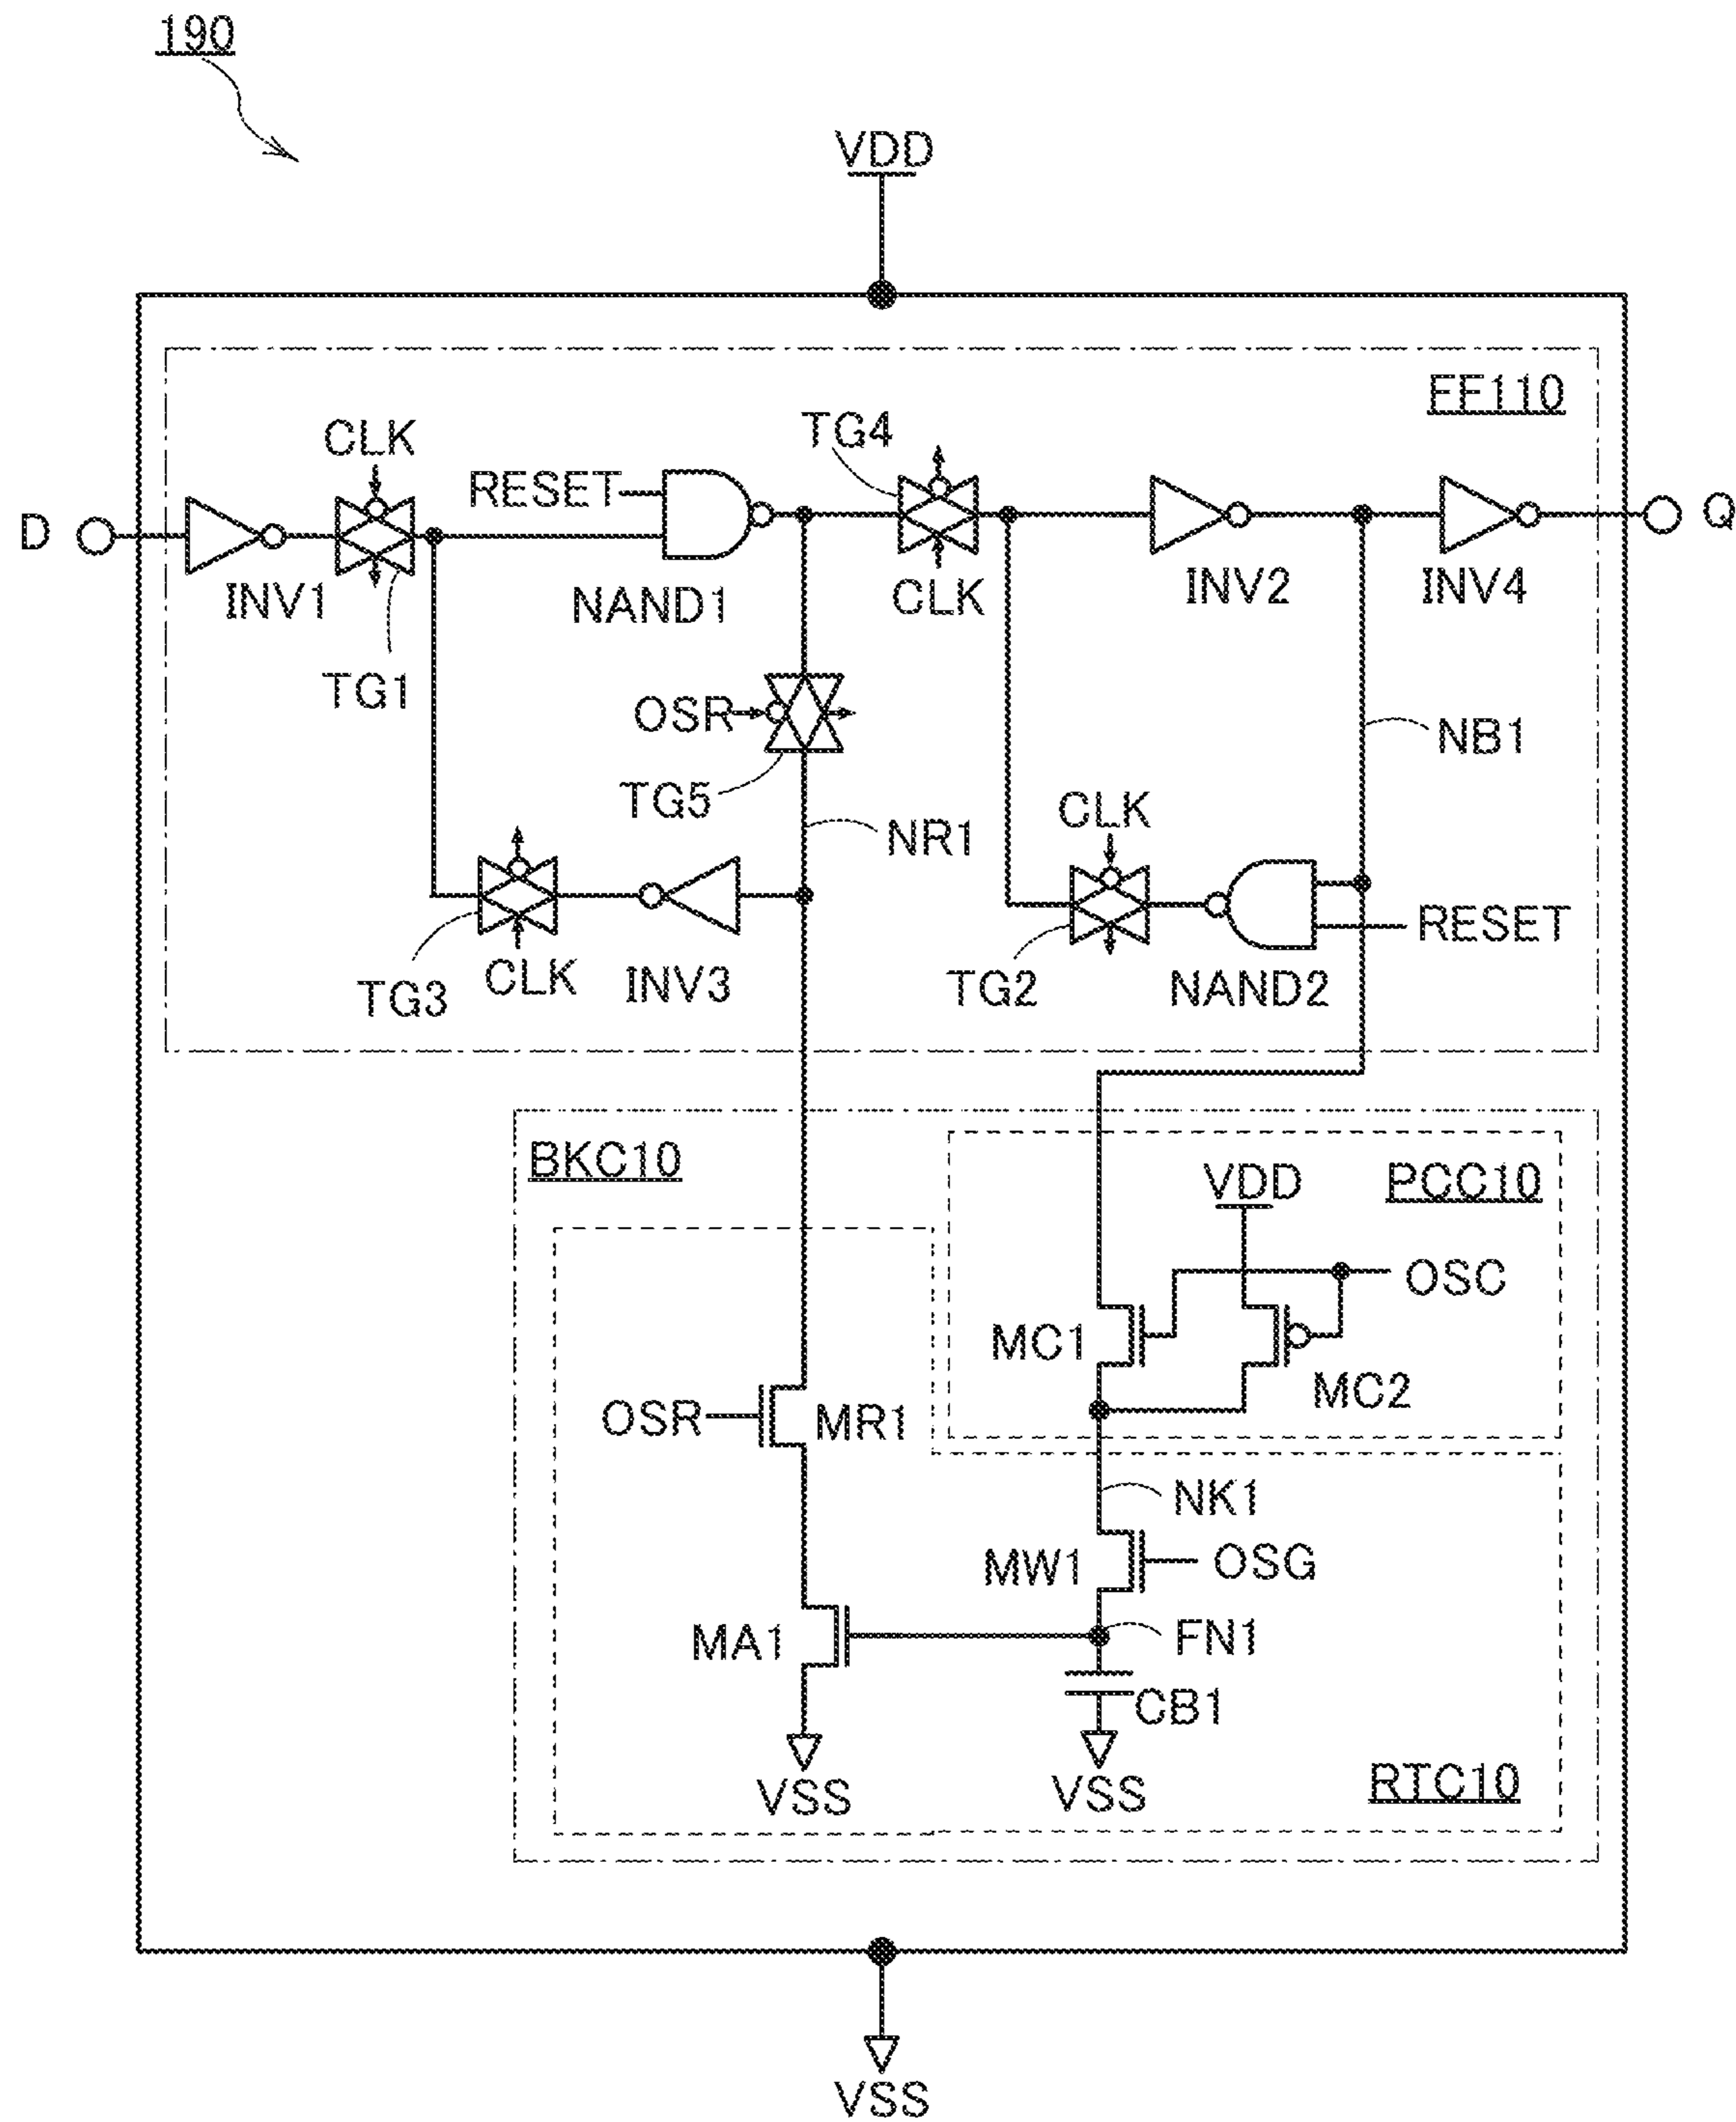 190
VDD
FF110
TG4
CLK
RESET
D
Q
INV1
NAND1
CLK
INV2
INV4
TG1
OSR
NB1
TG5
CLK
NR1
RESET
TG3
CLK
INV3
TG2
NAND2
BKC10
PCC10
VDD
OSC
MC1
MC2
OSR
MR1
NK1
MW1
OSG
MA1
FN1
CB1
VSS
VSS
RTC10
VSS